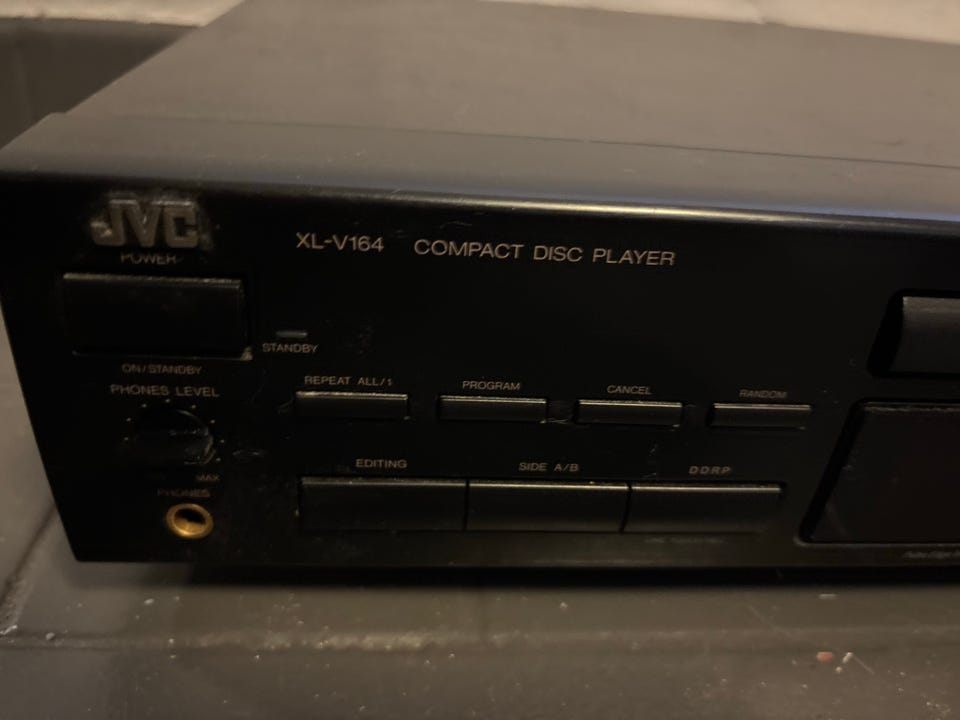 JVC
XL-V164 COMPACT DISC PLAYER
POWER
STANDBY
ON/STANDBY
PHONES LEVEL
REPEAT ALL/1 PROGRAM CANCEL RANDOM
EDITING SIDE A/B DDRP
MAX
PHONES